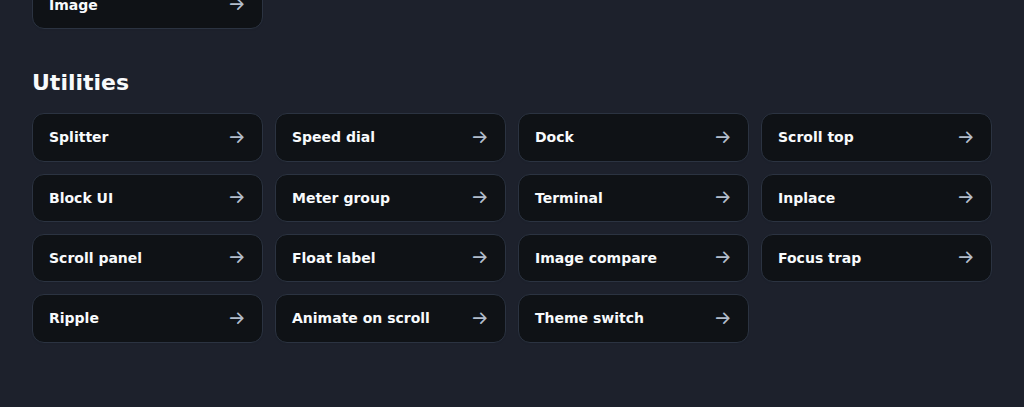 Image
Utilities
Splitter
Speed dial
Dock
Scroll top
Block UI
Meter group
Terminal
Inplace
Scroll panel
Float label
Image compare
Focus trap
Ripple
Animate on scroll
Theme switch